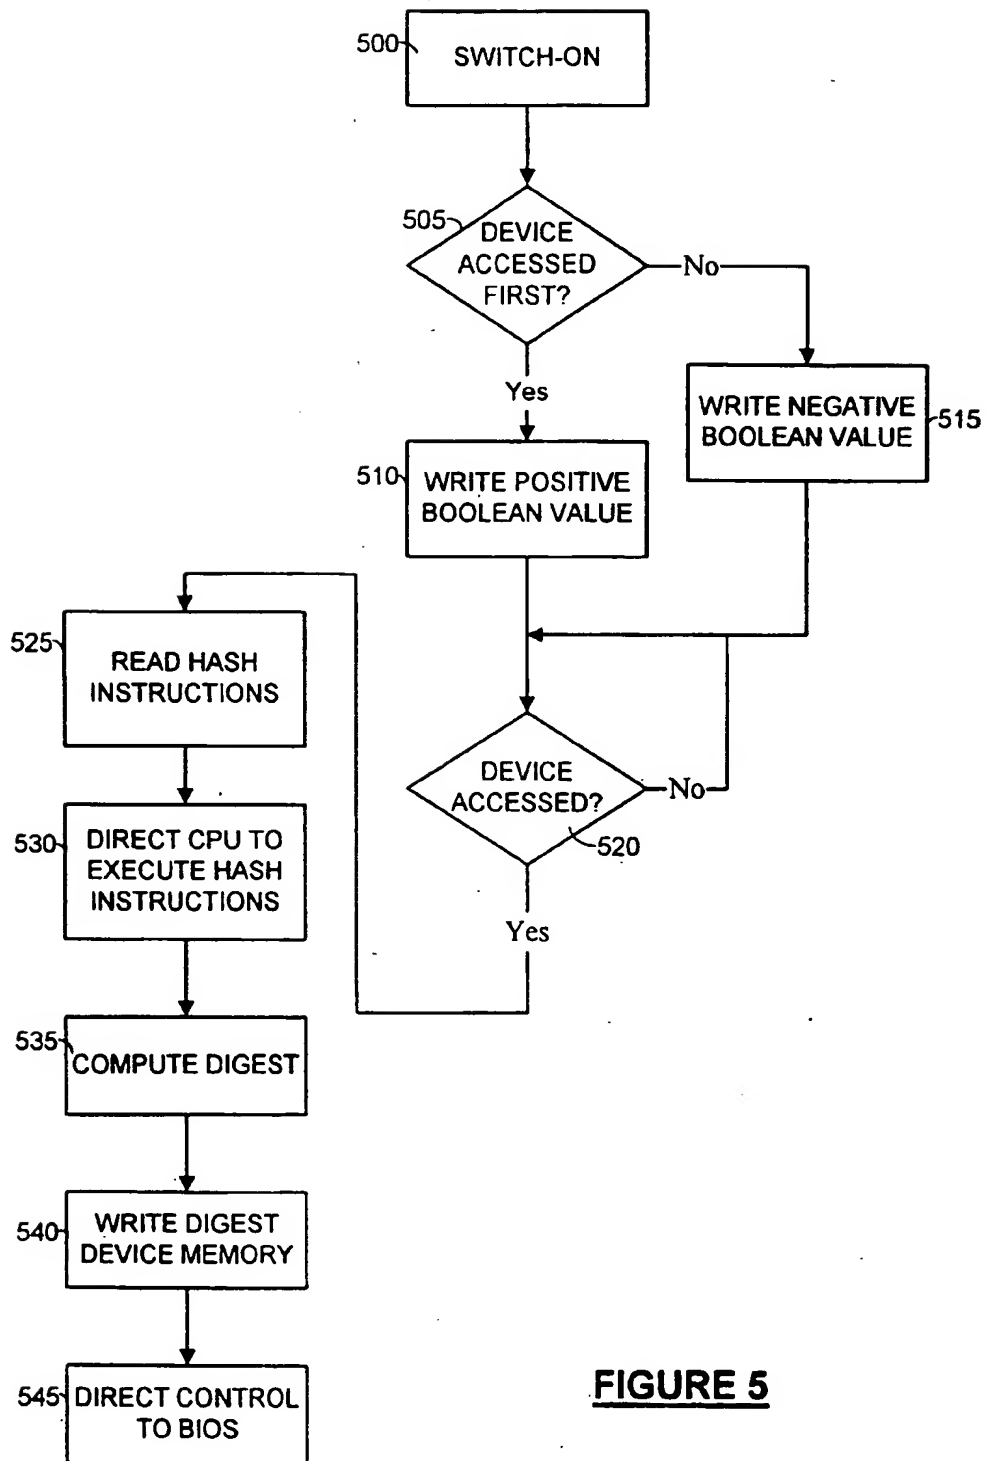 500
SWITCH-ON
505
DEVICE
ACCESSED
FIRST?
No
Yes
WRITE NEGATIVE
BOOLEAN VALUE
515
510
WRITE POSITIVE
BOOLEAN VALUE
525
READ HASH
INSTRUCTIONS
DEVICE
ACCESSED?
No
520
Yes
530
DIRECT CPU TO
EXECUTE HASH
INSTRUCTIONS
535
COMPUTE DIGEST
540
WRITE DIGEST
DEVICE MEMORY
545
DIRECT CONTROL
TO BIOS
FIGURE 5